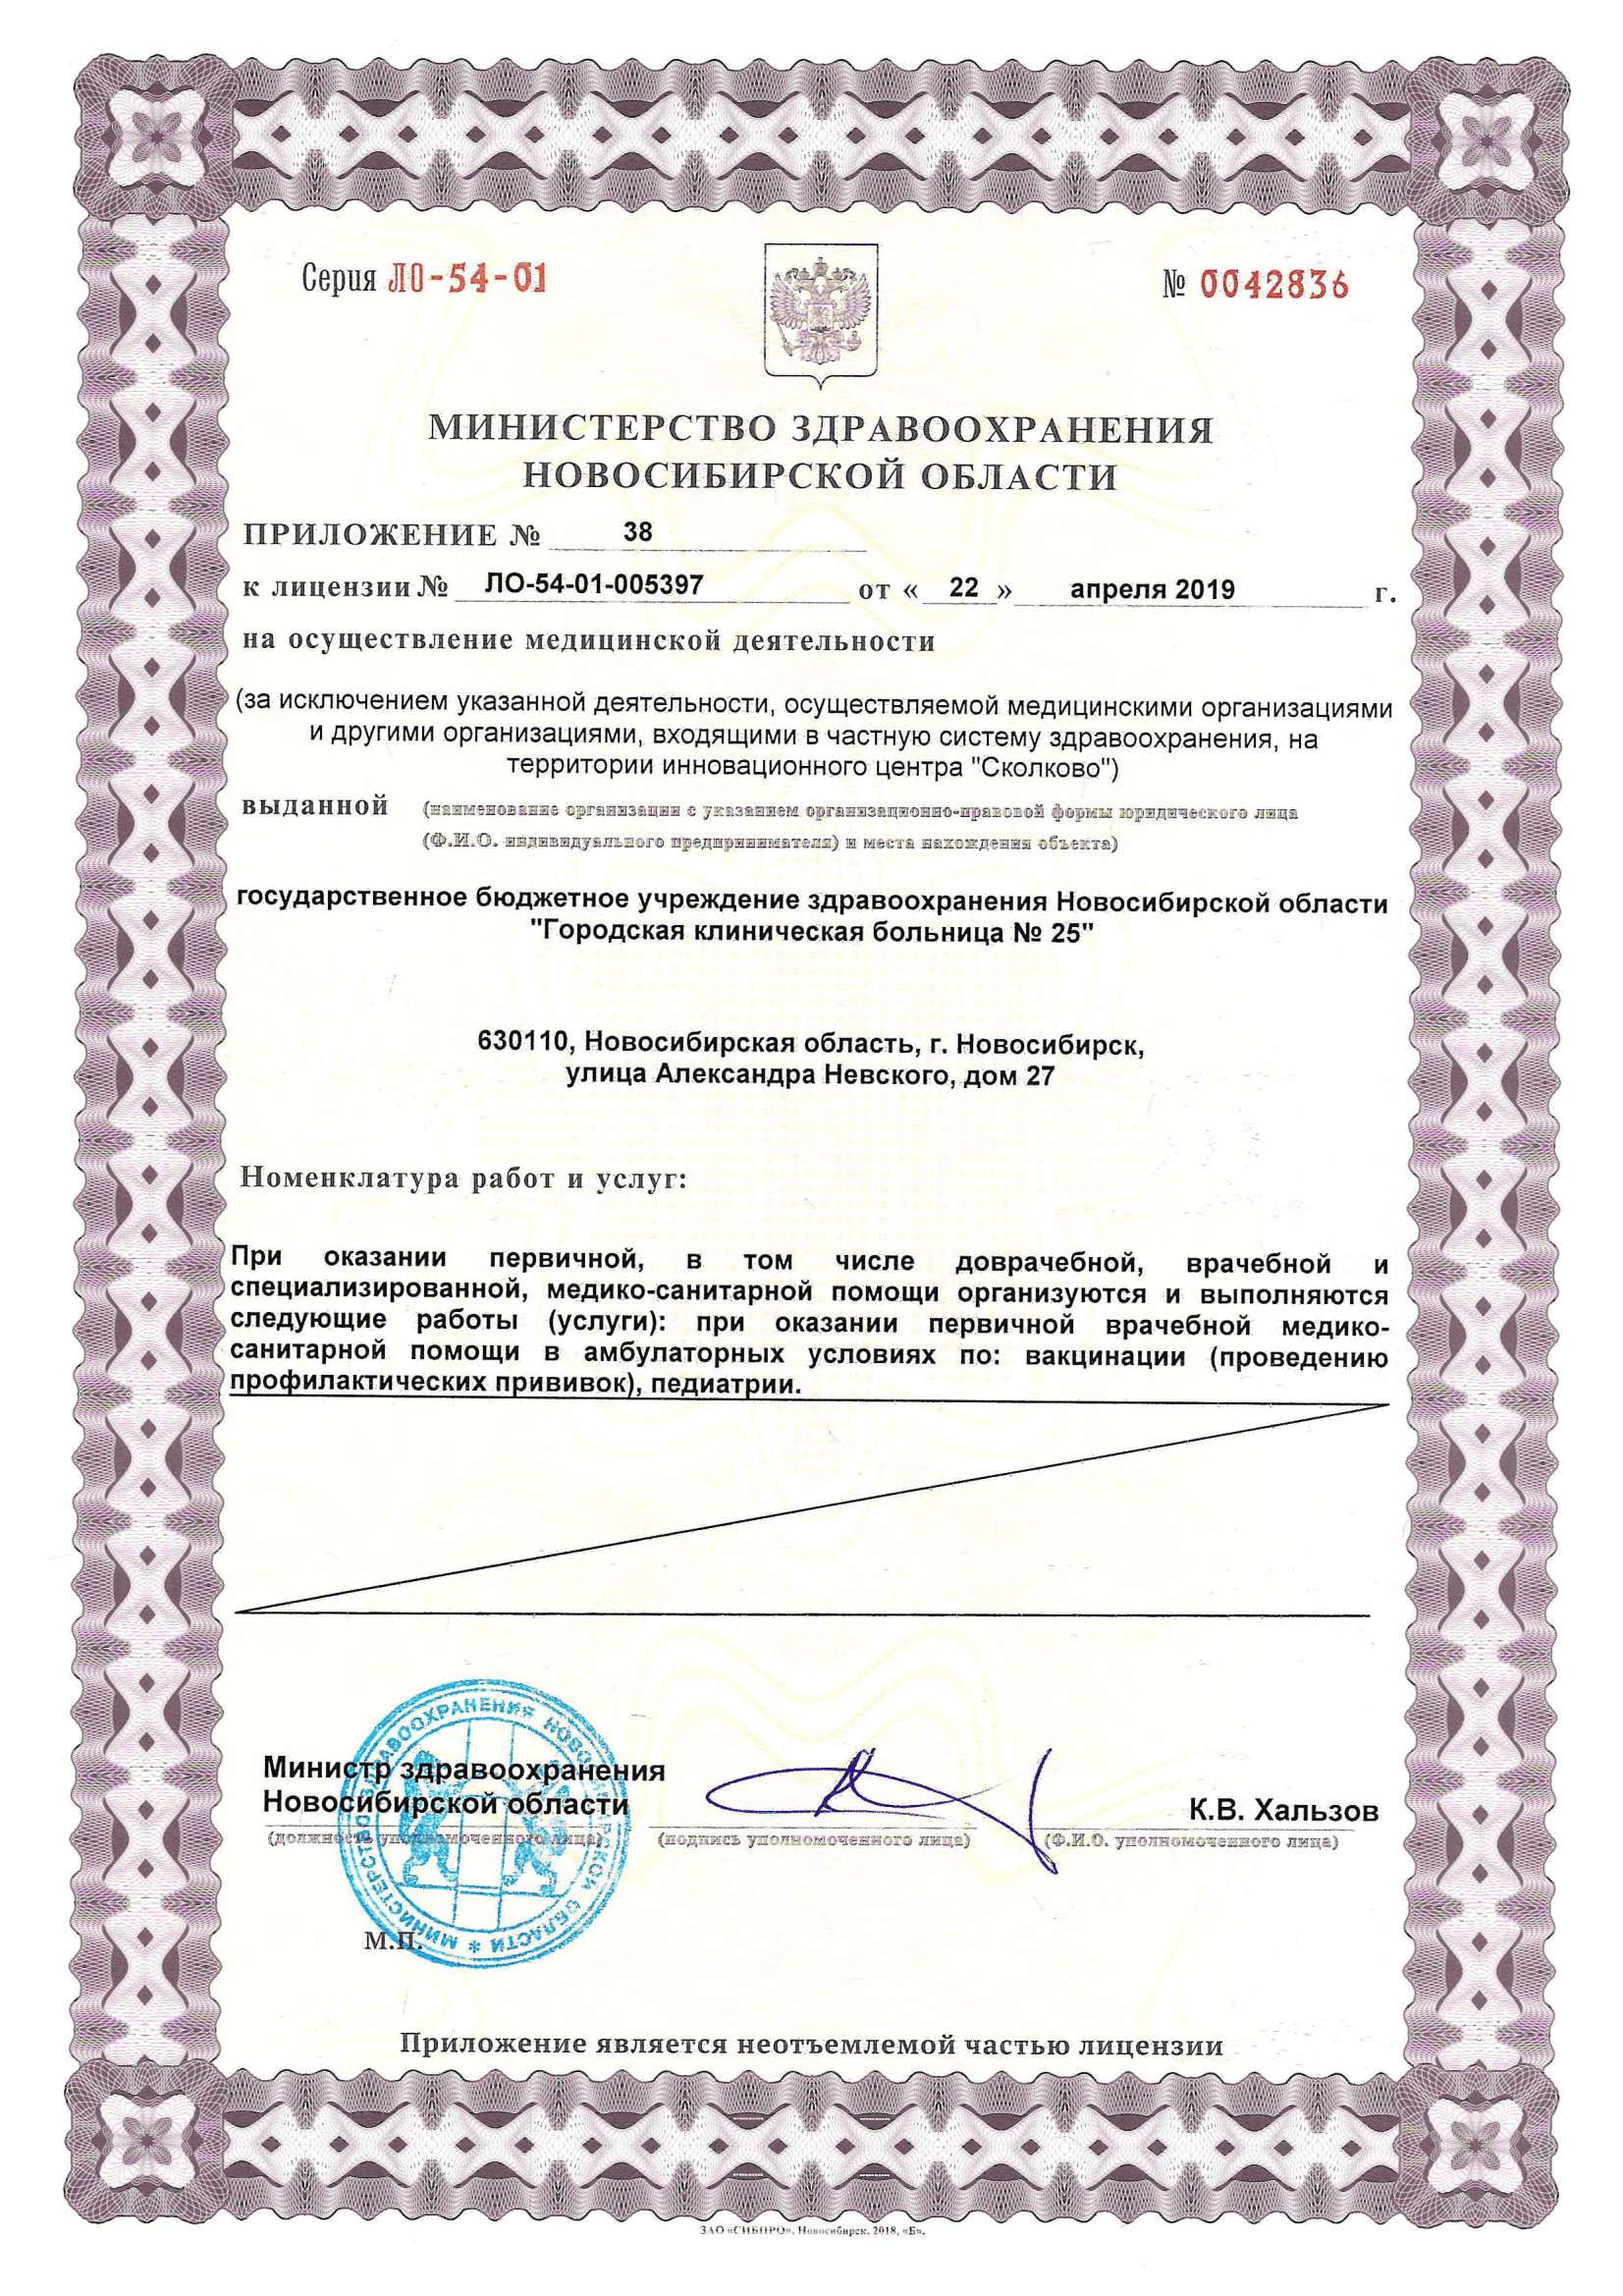 Серия ЛО-54-01
№ 0042836
МИНИСТЕРСТВО ЗДРАВООХРАНЕНИЯ
НОВОСИБИРСКОЙ ОБЛАСТИ
ПРИЛОЖЕНИЕ № 38
к лицензии № ЛО-54-01-005397 от « 22 » апреля 2019 г.
на осуществление медицинской деятельности
(за исключением указанной деятельности, осуществляемой медицинскими организациями
и другими организациями, входящими в частную систему здравоохранения, на
территории инновационного центра "Сколково")
выданной (наименование организации с указанием организационно-правовой формы юридического лица
(Ф.И.О. индивидуального предпринимателя) и места нахождения объекта)
государственное бюджетное учреждение здравоохранения Новосибирской области
"Городская клиническая больница № 25"
630110, Новосибирская область, г. Новосибирск,
улица Александра Невского, дом 27
Номенклатура работ и услуг:
При оказании первичной, в том числе доврачебной, врачебной и
специализированной, медико-санитарной помощи организуются и выполняются
следующие работы (услуги): при оказании первичной врачебной медико-
санитарной помощи в амбулаторных условиях по: вакцинации (проведению
профилактических прививок), педиатрии.
Министр здравоохранения
Новосибирской области
К.В. Хальзов
(должность уполномоченного лица)
(подпись уполномоченного лица)
(Ф.И.О. уполномоченного лица)
МИНИСТЕРСТВО ЗДРАВООХРАНЕНИЯ НОВОСИБИРСКОЙ ОБЛАСТИ *
М.П.
Приложение является неотъемлемой частью лицензии
ЗАО «СИБПРО», Новосибирск, 2018, «Б».